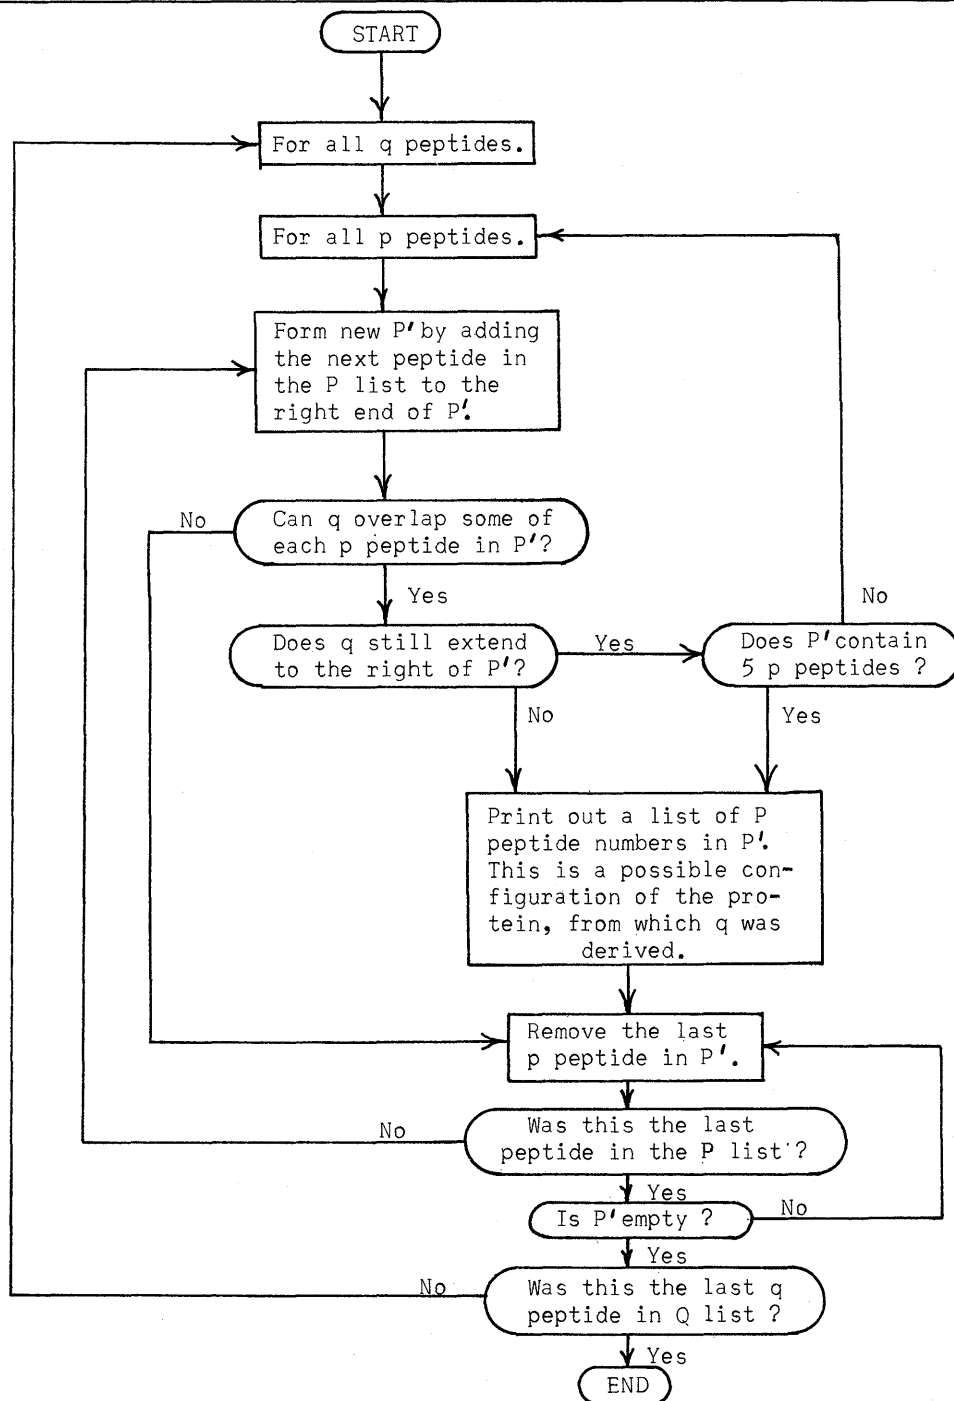 START
For all q peptides.
For all p peptides.
Form new P' by adding
the next peptide in
the P list to the
right end of P'.
No
Can q overlap some of
each p peptide in P'?
Yes
No
Does q still extend
to the right of P'?
Yes
Does P' contain
5 p peptides ?
No
Yes
Print out a list of P
peptide numbers in P'.
This is a possible con-
figuration of the pro-
tein, from which q was
derived.
Remove the last
p peptide in P'.
No
Was this the last
peptide in the P list ?
Yes
Is P' empty ?
No
Yes
No
Was this the last q
peptide in Q list ?
Yes
END